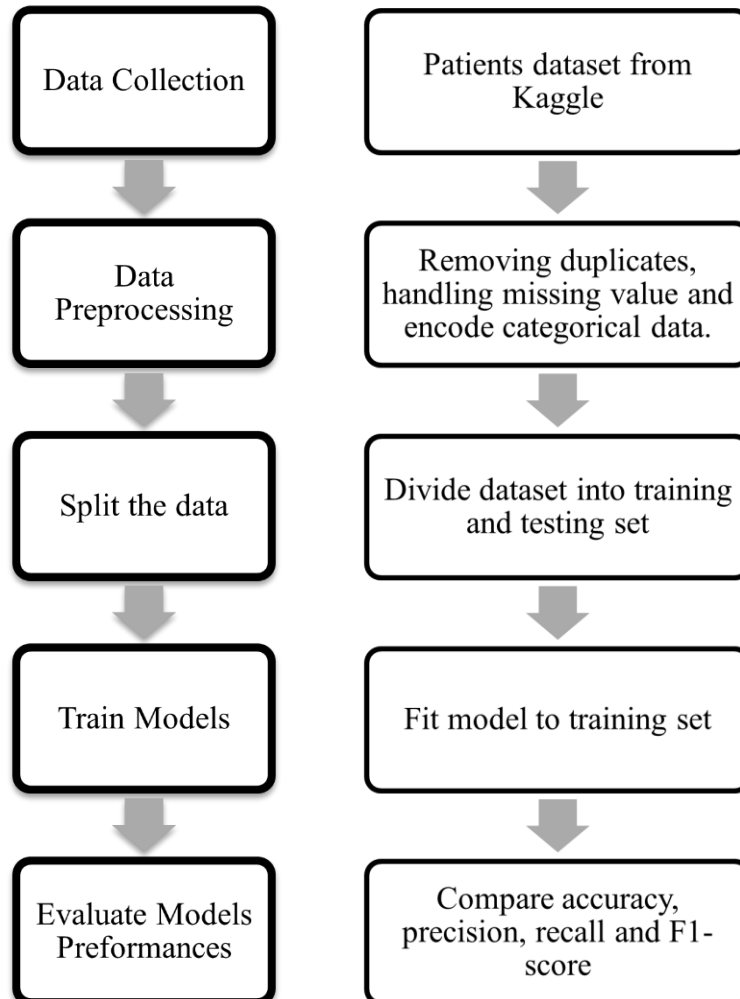 Data Collection
Patients dataset from
Kaggle
Data
Preprocessing
Removing duplicates,
handling missing value and
encode categorical data.
Split the data
Divide dataset into training
and testing set
Train Models
Fit model to training set
Evaluate Models
Preformances
Compare accuracy,
precision, recall and F1-
score